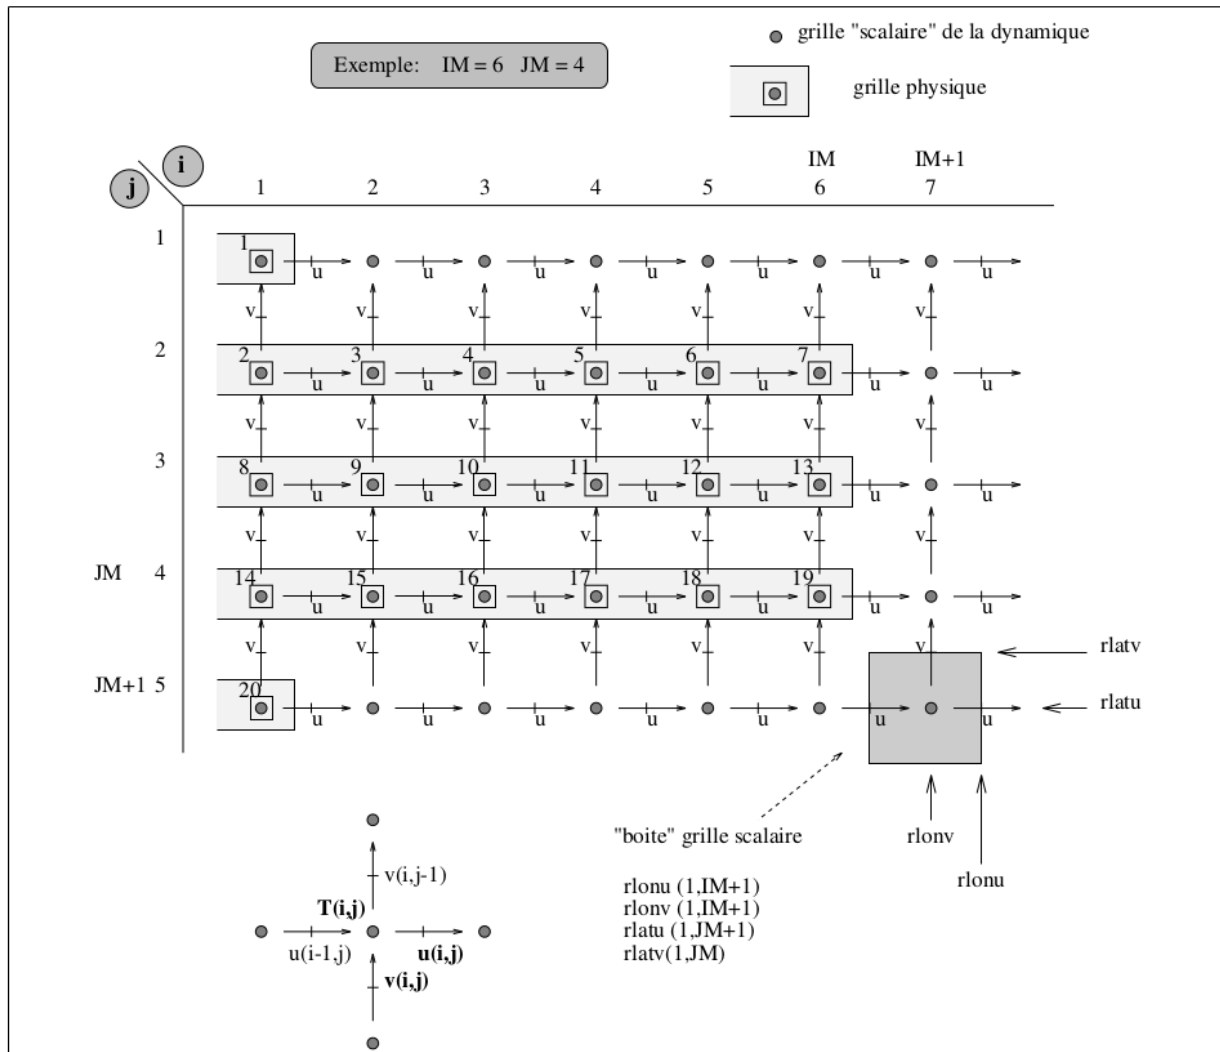 grille "scalaire" de la dynamique
Exemple: IM = 6 JM = 4
grille physique
i
j
IM IM+1
1 2 3 4 5 6 7
1
1
u u u u u u u
v v v v v v v
2
2 3 4 5 6 7
u u u u u u u
v v v v v v v
3
8 9 10 11 12 13
u u u u u u u
v v v v v v v
JM 4
14 15 16 17 18 19
u u u u u u u
v v v v v v v
rlatv
JM+1 5
20
u u u u u u u
rlatu
"boite" grille scalaire
rlonv
rlonu
v(i,j-1)
T(i,j)
u(i-1,j) u(i,j)
v(i,j)
rlonu (1,IM+1)
rlonv (1,IM+1)
rlatu (1,JM+1)
rlatv(1,JM)